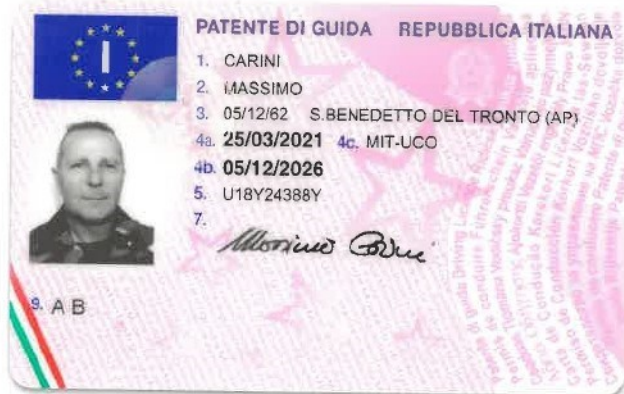 PATENTE DI GUIDA REPUBBLICA ITALIANA
I
1. CARINI
2. MASSIMO
3. 05/12/62 S.BENEDETTO DEL TRONTO (AP)
4a. 25/03/2021 4c. MIT-UCO
4b. 05/12/2026
5. U18Y24388Y
7.
9. A B